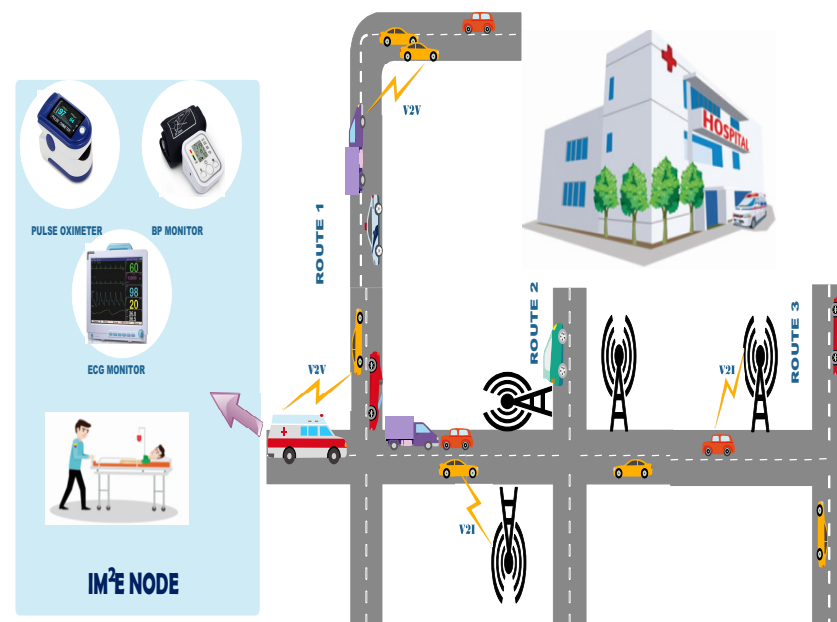 PULSE OXIMETER
BP MONITOR
ECG MONITOR
IM²E NODE
ROUTE 1
V2V
V2V
HOSPITAL
ROUTE 2
ROUTE 3
V2I
V2I
60
98
20